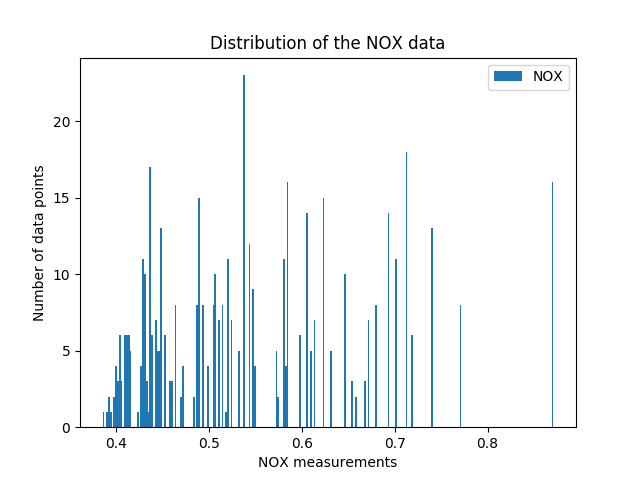 Distribution of the NOX data
NOX
20
15
10
5
0
Number of data points
0.4 0.5 0.6 0.7 0.8
NOX measurements